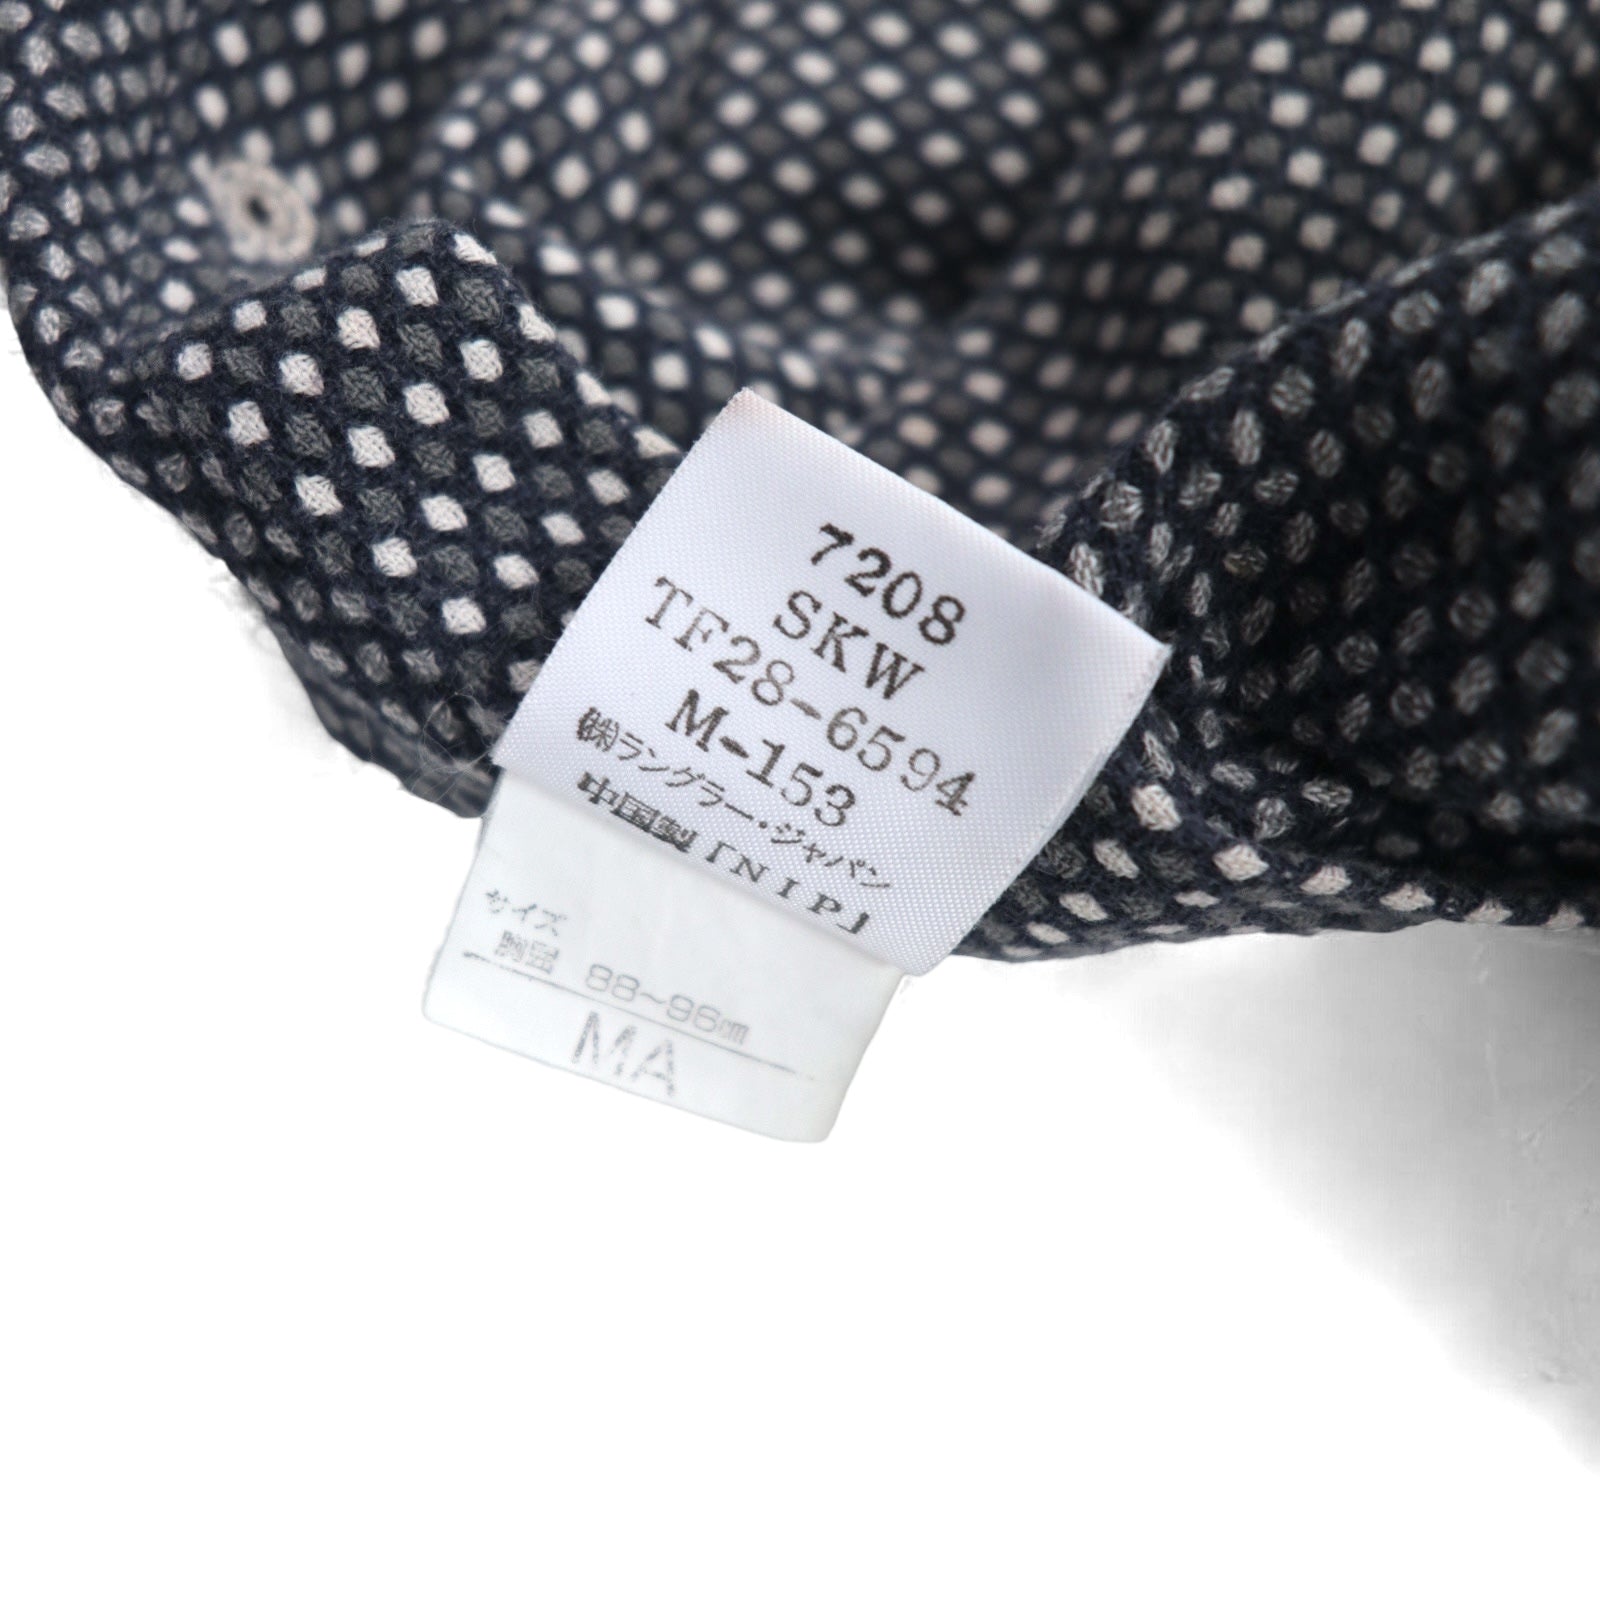 7208
SKW
TF28-6594
M-153
㈱ラングラー・ジャパン
中国製「NIP」
サイズ
胸囲 88~96㎝
MA